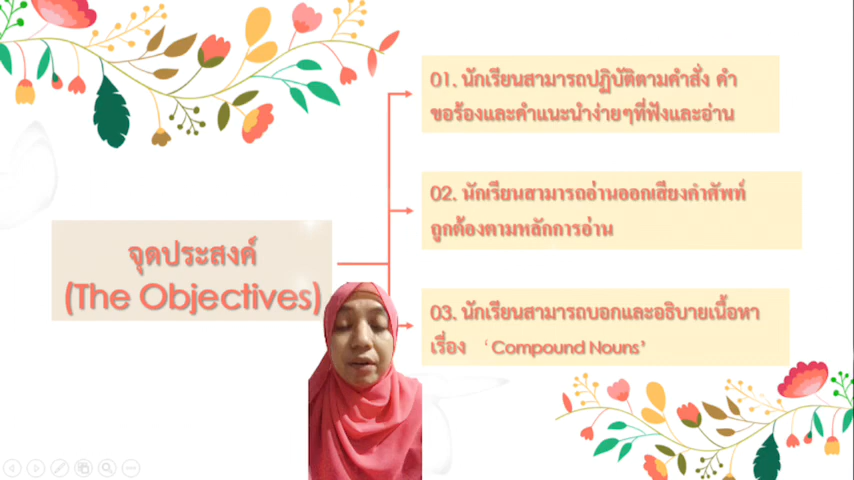 จุดประสงค์
(The Objectives)
01. นักเรียนสามารถปฏิบัติตามคำสั่ง คำ
ขอร้องและคำแนะนำง่ายๆที่ฟังและอ่าน
02. นักเรียนสามารถอ่านออกเสียงคำศัพท์
ถูกต้องตามหลักการอ่าน
03. นักเรียนสามารถบอกและอธิบายเนื้อหา
เรื่อง ‘Compound Nouns’